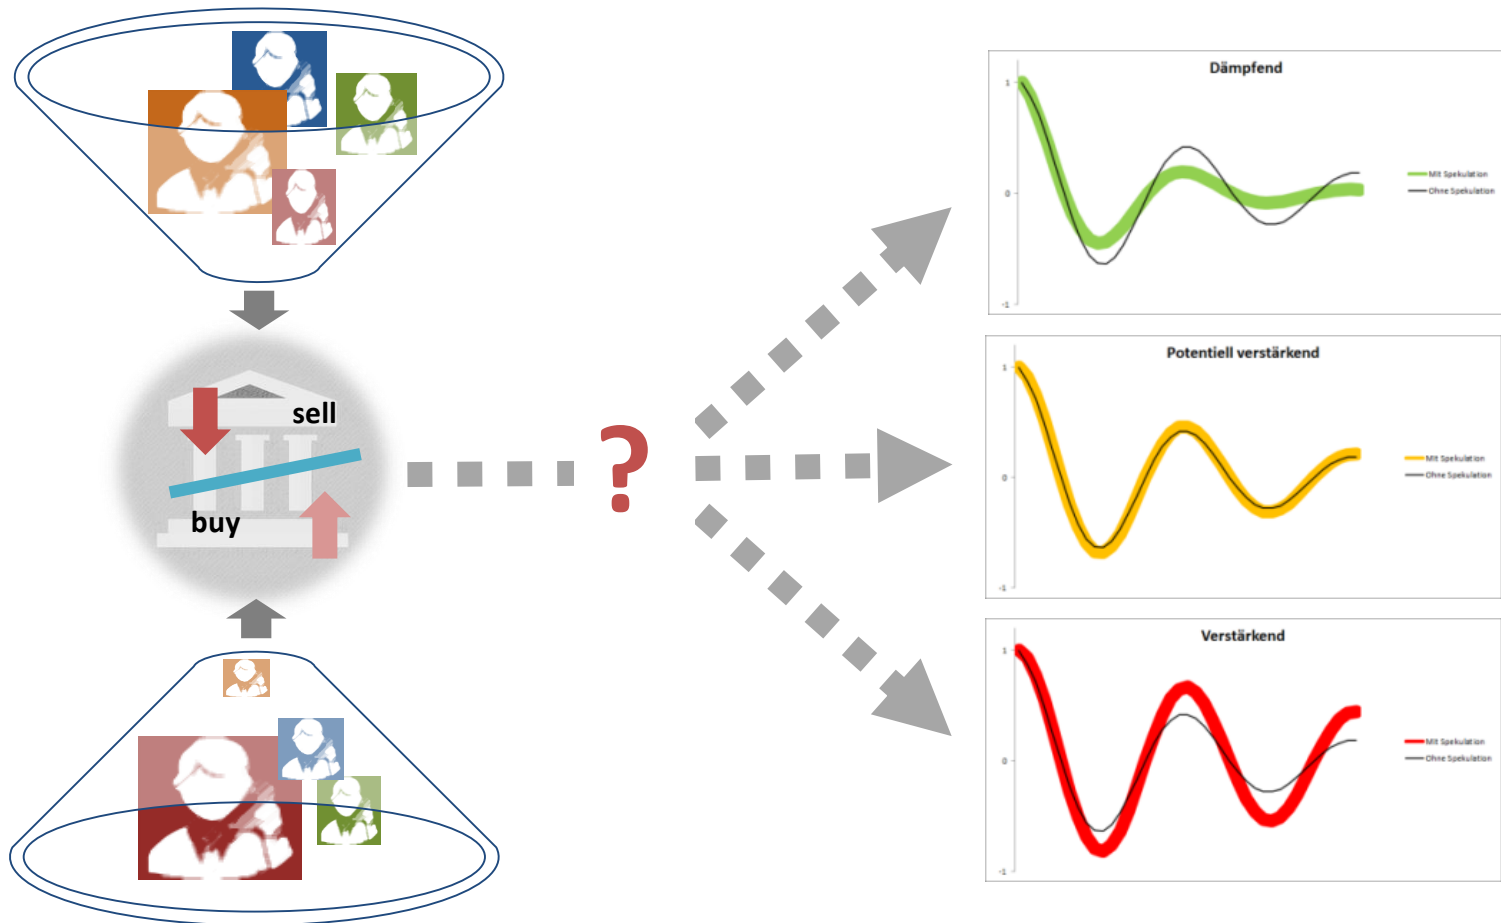 sell
buy
?
Dämpfend
1
0
-1
Mit Spekulation
Ohne Spekulation
Potentiell verstärkend
1
0
-1
Mit Spekulation
Ohne Spekulation
Verstärkend
1
0
-1
Mit Spekulation
Ohne Spekulation